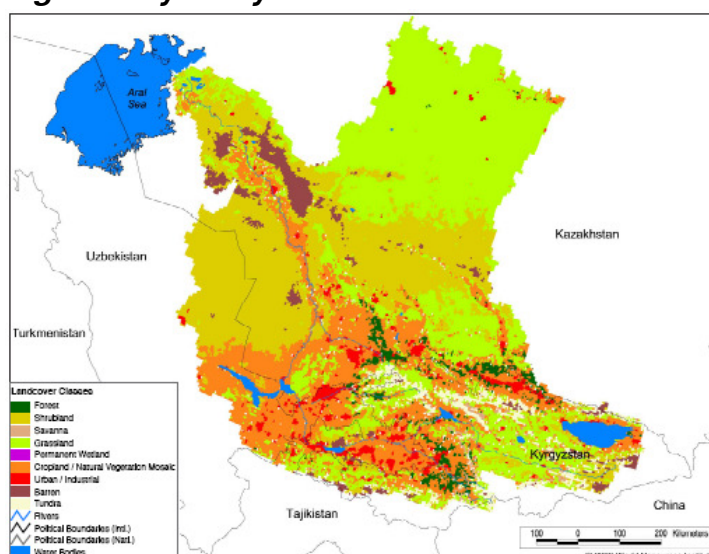 Aral
Sea
Kazakhstan
Uzbekistan
Turkmenistan
Landcover Classes
Forest
Shrubland
Savanna
Grassland
Permanent Wetland
Cropland / Natural Vegetation Mosaic
Urban / Industrial
Barren
Tundra
Rivers
Political Boundaries (Intl.)
Political Boundaries (Natl.)
Water Bodies
Kyrgyzstan
Tajikistan
China
100 0 100 200 Kilometers